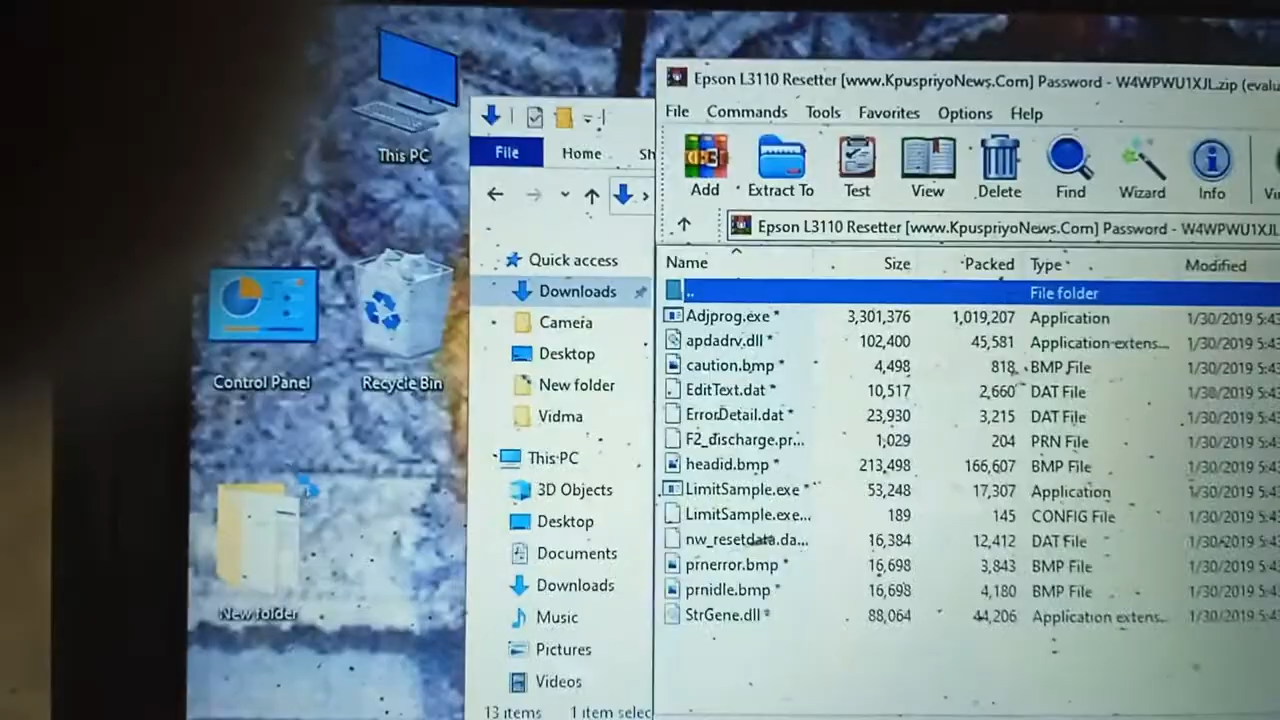 This PC
Control Panel
Recycle Bin
New folder
File
Home
Quick access
Downloads
Camera
Desktop
New folder
Vidma
This PC
3D Objects
Desktop
Documents
Downloads
Music
Pictures
Videos
13 items 1 item selec
Epson L3110 Resetter [www.KpuspriyoNews.Com] Password - W4WPWU1XJL.zip (evalu
File Commands Tools Favorites Options Help
Add Extract To Test View Delete Find Wizard Info
Epson L3110 Resetter [www.KpuspriyoNews.Com] Password - W4WPWU1XJL
Name Size Packed Type Modified
.. File folder
Adjprog.exe * 3,301,376 1,019,207 Application 1/30/2019 5:43
apdadrv.dll * 102,400 45,581 Application extens... 1/30/2019 5:43
caution.bmp * 4,498 818 BMP File 1/30/2019 5:43
EditText.dat * 10,517 2,660 DAT File 1/30/2019 5:43
ErrorDetail.dat * 23,930 3,215 DAT File 1/30/2019 5:43
F2_discharge.pr... 1,029 204 PRN File 1/30/2019 5:43
headid.bmp * 213,498 166,607 BMP File 1/30/2019 5:43
LimitSample.exe * 53,248 17,307 Application 1/30/2019 5:43
LimitSample.exe... 189 145 CONFIG File 1/30/2019 5:43
nw_resetdata.da... 16,384 12,412 DAT File 1/30/2019 5:43
prnerror.bmp * 16,698 3,843 BMP File 1/30/2019 5:43
prnidle.bmp * 16,698 4,180 BMP File 1/30/2019 5:43
StrGene.dll * 88,064 44,206 Application extens... 1/30/2019 5:43